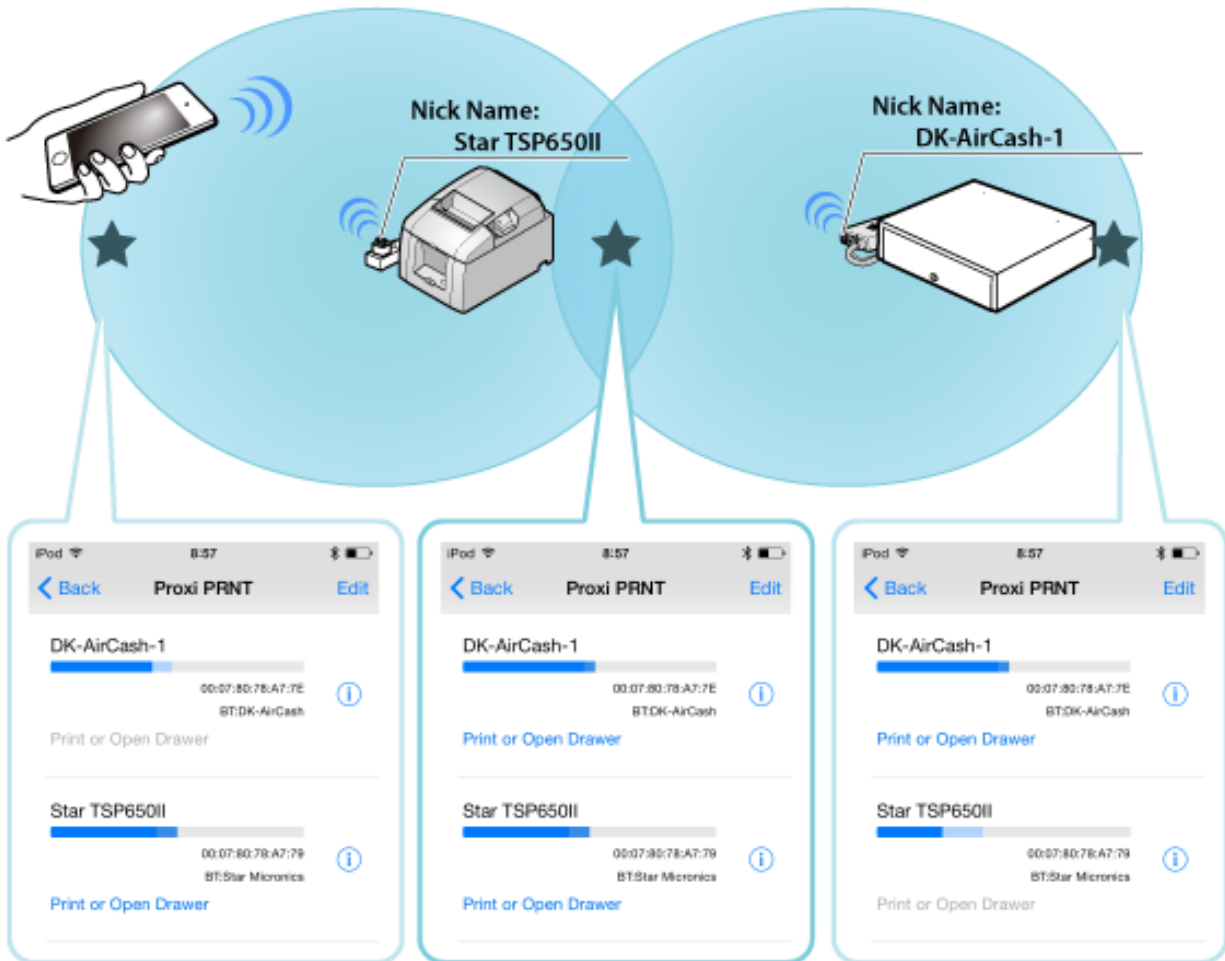 Nick Name:
Star TSP650II
Nick Name:
DK-AirCash-1
iPod
8:57
Back
Proxi PRNT
Edit
DK-AirCash-1
00:07:80:78:A7:7E
BT:DK-AirCash
Print or Open Drawer
Star TSP650II
00:07:80:78:A7:79
BT:Star Micronics
Print or Open Drawer
iPod
8:57
Back
Proxi PRNT
Edit
DK-AirCash-1
00:07:80:78:A7:7E
BT:DK-AirCash
Print or Open Drawer
Star TSP650II
00:07:80:78:A7:79
BT:Star Micronics
Print or Open Drawer
iPod
8:57
Back
Proxi PRNT
Edit
DK-AirCash-1
00:07:80:78:A7:7E
BT:DK-AirCash
Print or Open Drawer
Star TSP650II
00:07:80:78:A7:79
BT:Star Micronics
Print or Open Drawer